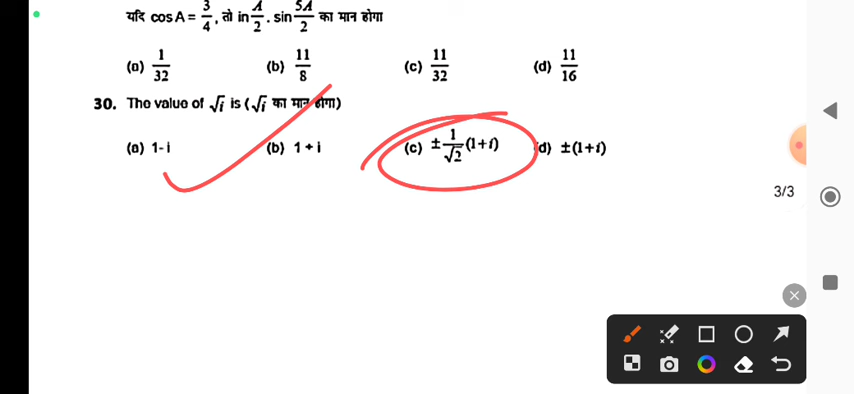 यदि cos A = 3/4, तो in A/2 . sin 5A/2 का मान होगा
(a) 1/32 (b) 11/8 (c) 11/32 (d) 11/16
30. The value of √i is (√i का मान होगा)
(a) 1-i (b) 1+i (c) ± 1/√2 (1+i) (d) ±(1+i)
3/3